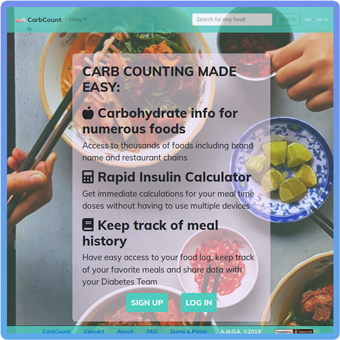 CarbCount Menu Search for any food!
CARB COUNTING MADE
EASY:
Carbohydrate info for
numerous foods
Access to thousands of foods including brand
name and restaurant chains
Rapid Insulin Calculator
Get immediate calculations for your meal time
doses without having to use multiple devices
Keep track of meal
history
Have easy access to your food log, keep track
of your favorite meals and share data with
your Diabetes Team
SIGN UP LOG IN
CarbCount Contact About FAQ Terms & Policy A.M.D.A. ©2019